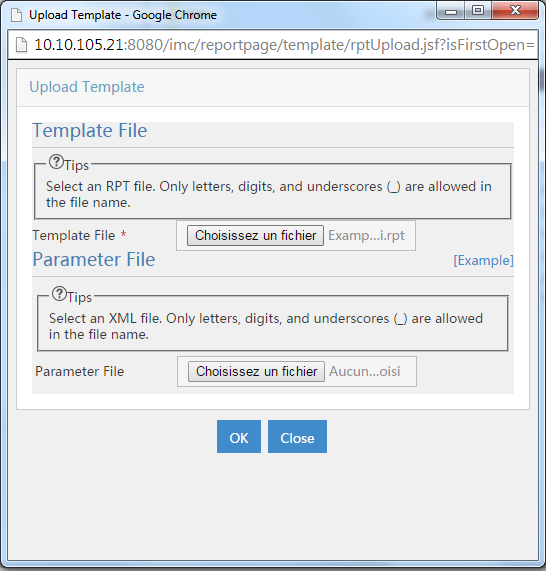 Upload Template - Google Chrome
10.10.105.21:8080/imc/reportpage/template/rptUpload.jsf?isFirstOpen=
Upload Template
Template File
Tips
Select an RPT file. Only letters, digits, and underscores (_) are allowed in
the file name.
Template File * Choisissez un fichier Examp...i.rpt
Parameter File [Example]
Tips
Select an XML file. Only letters, digits, and underscores (_) are allowed
in the file name.
Parameter File Choisissez un fichier Aucun...oisi
OK Close